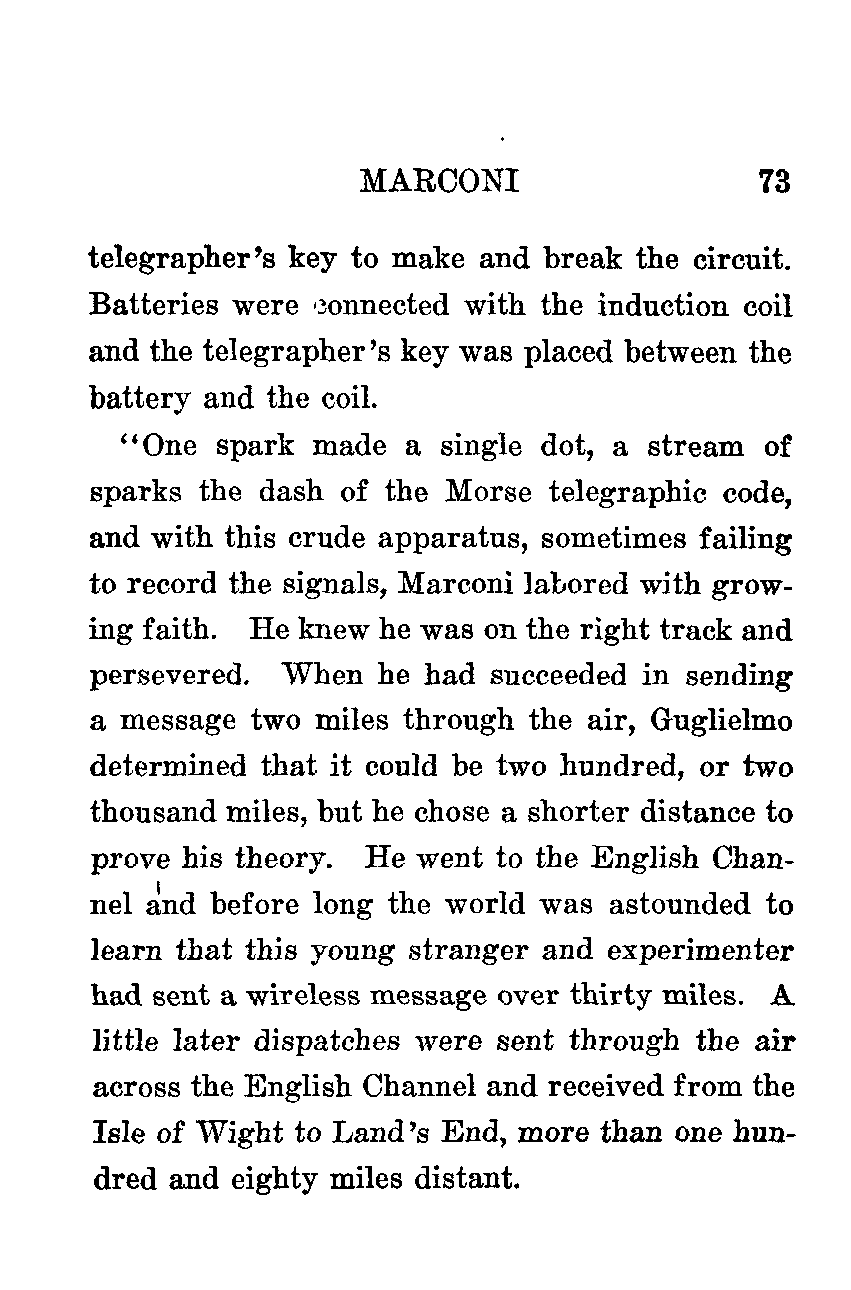 MARCONI 73
telegrapher's key to make and break the circuit.
Batteries were connected with the induction coil
and the telegrapher's key was placed between the
battery and the coil.
"One spark made a single dot, a stream of
sparks the dash of the Morse telegraphic code,
and with this crude apparatus, sometimes failing
to record the signals, Marconi labored with grow-
ing faith. He knew he was on the right track and
persevered. When he had succeeded in sending
a message two miles through the air, Guglielmo
determined that it could be two hundred, or two
thousand miles, but he chose a shorter distance to
prove his theory. He went to the English Chan-
nel and before long the world was astounded to
learn that this young stranger and experimenter
had sent a wireless message over thirty miles. A
little later dispatches were sent through the air
across the English Channel and received from the
Isle of Wight to Land's End, more than one hun-
dred and eighty miles distant.